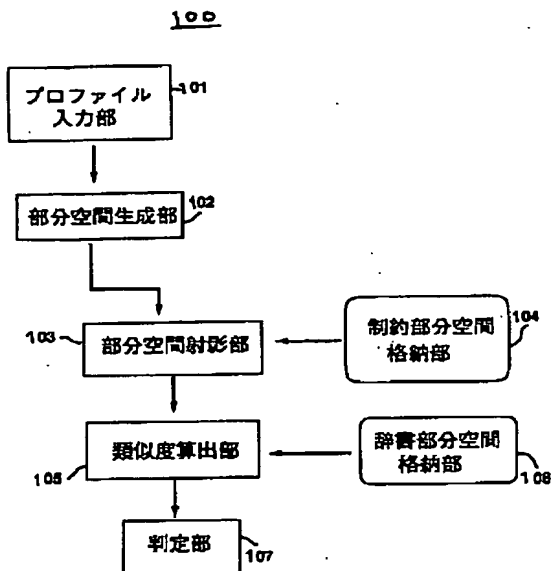 100
プロファイル
入力部
101
部分空間生成部
102
103
部分空間射影部
制約部分空間
格納部
104
105
類似度算出部
辞書部分空間
格納部
106
判定部
107